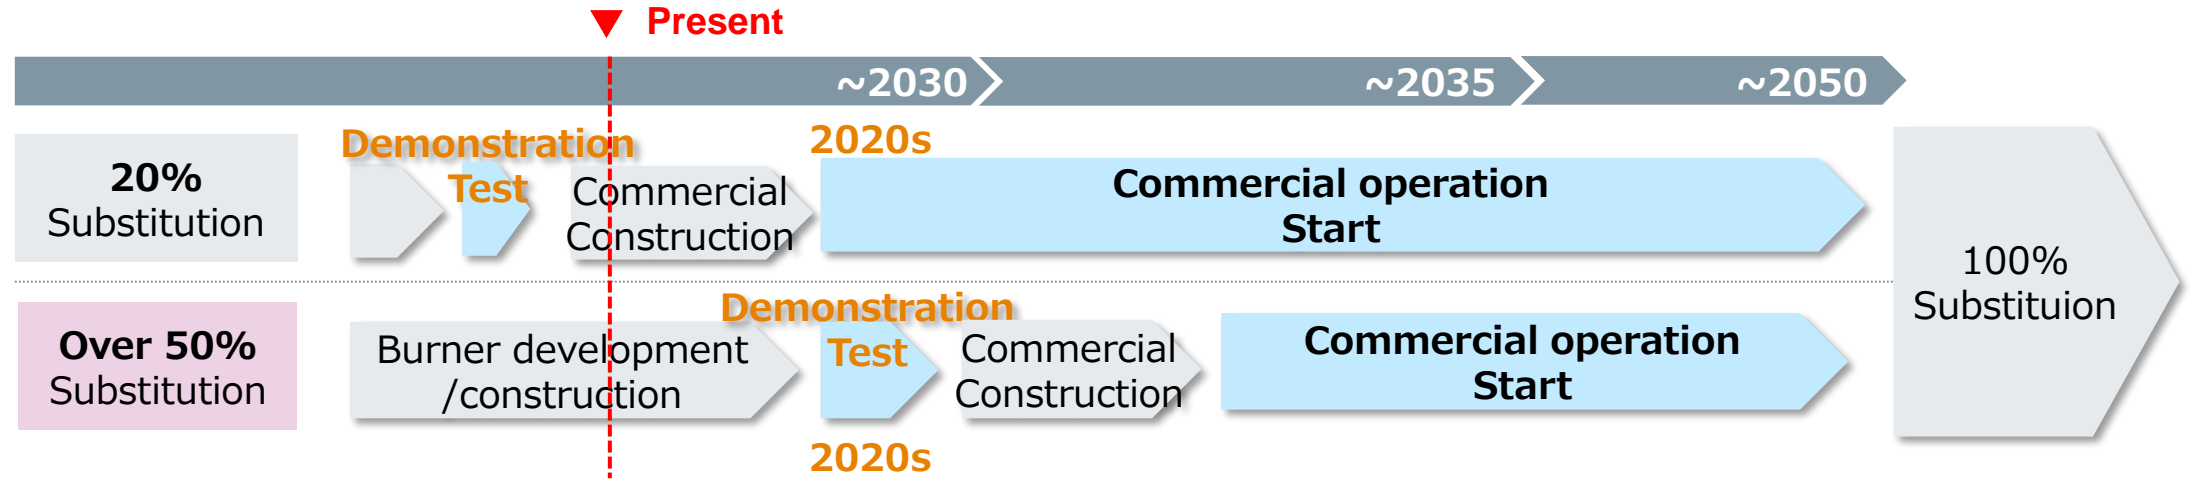 Present
~2030
~2035
~2050
20%
Substitution
Demonstration
Test
Commercial
Construction
2020s
Commercial operation
Start
Over 50%
Substitution
Burner development
/construction
Demonstration
Test
2020s
Commercial
Construction
Commercial operation
Start
100%
Substituion